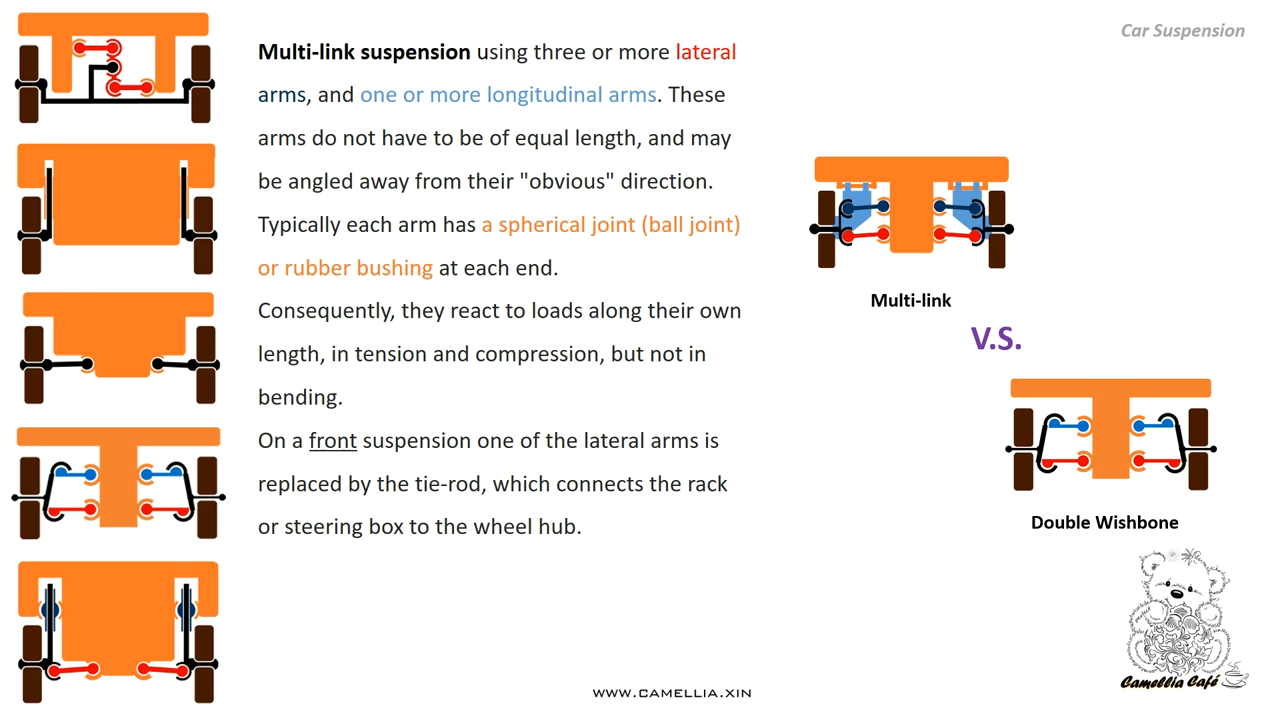 Car Suspension
Multi-link suspension using three or more lateral
arms, and one or more longitudinal arms. These
arms do not have to be of equal length, and may
be angled away from their "obvious" direction.
Typically each arm has a spherical joint (ball joint)
or rubber bushing at each end.
Consequently, they react to loads along their own
length, in tension and compression, but not in
bending.
On a front suspension one of the lateral arms is
replaced by the tie-rod, which connects the rack
or steering box to the wheel hub.
Multi-link
V.S.
Double Wishbone
Camellia Café
WWW.CAMELLIA.XIN